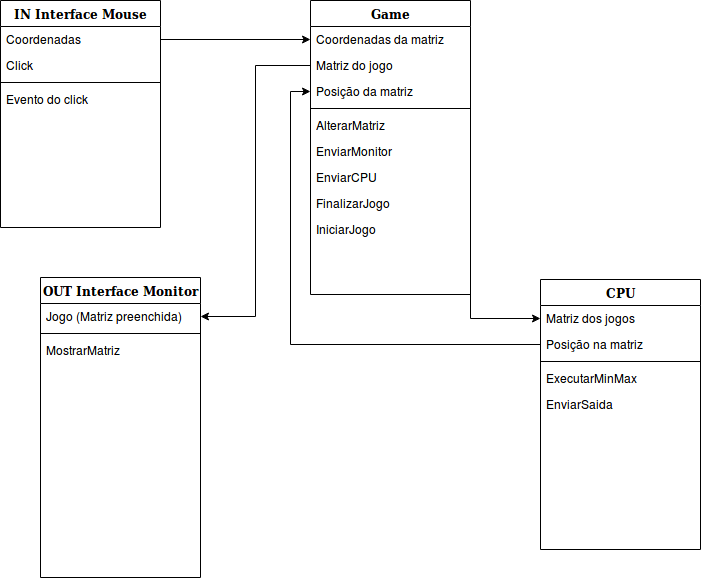 IN Interface Mouse
Coordenadas
Click
Evento do click
Game
Coordenadas da matriz
Matriz do jogo
Posição da matriz
AlterarMatriz
EnviarMonitor
EnviarCPU
FinalizarJogo
IniciarJogo
OUT Interface Monitor
Jogo (Matriz preenchida)
MostrarMatriz
CPU
Matriz dos jogos
Posição na matriz
ExecutarMinMax
EnviarSaida